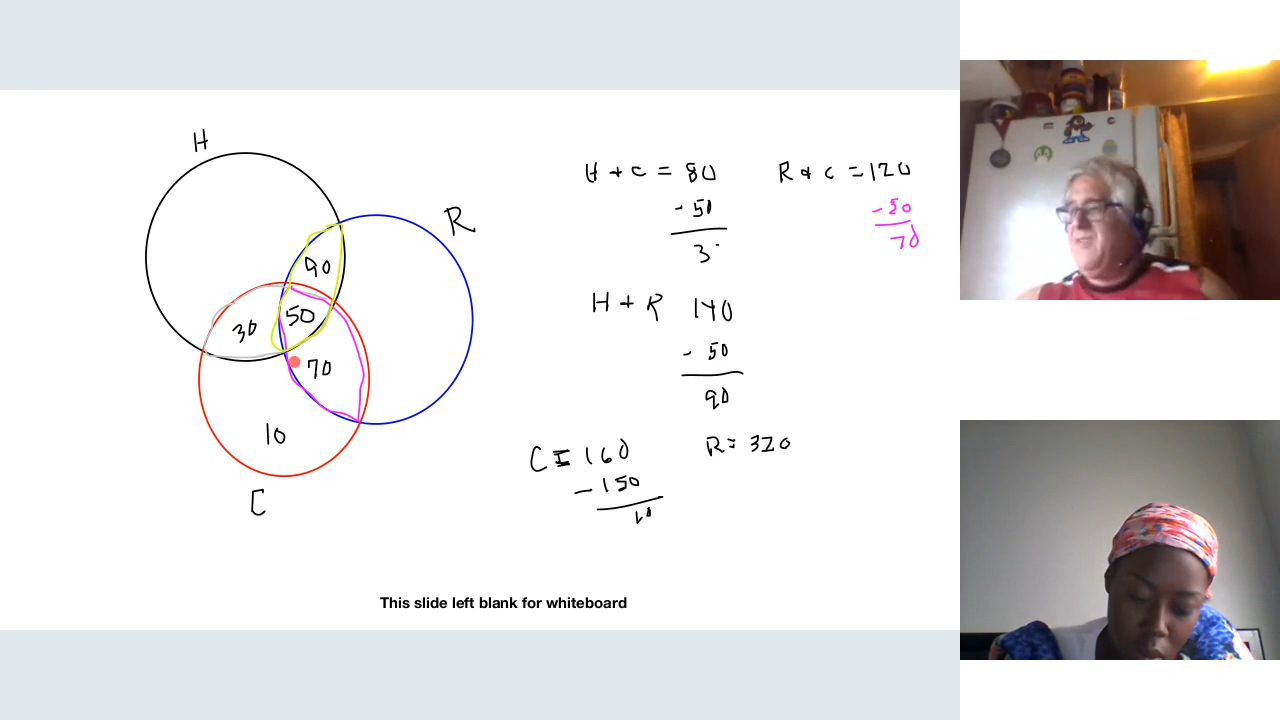 H
R
90
50
30
70
10
C
H + C = 80
- 50
R + C = 120
- 50
70
H + R 140
- 50
90
C = 160
- 150
10
R = 320
This slide left blank for whiteboard